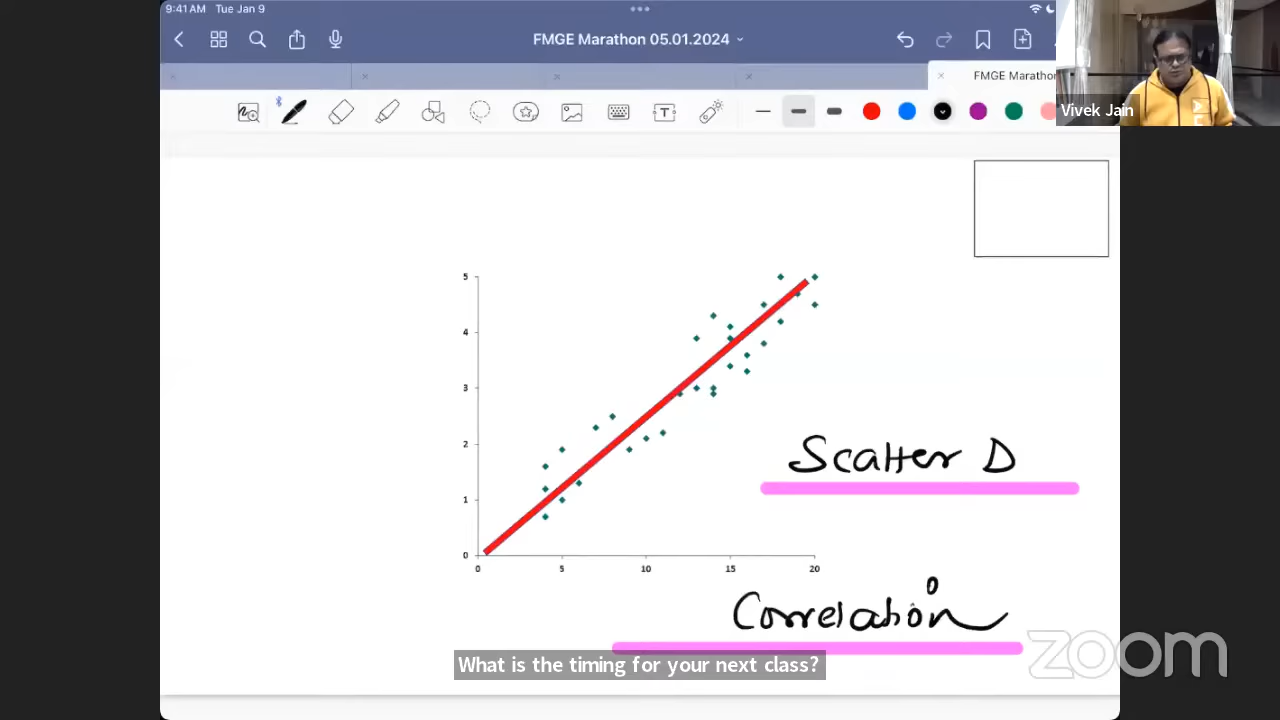 9:41 AM Tue Jan 9
FMGE Marathon 05.01.2024
FMGE Marathon
T
Vivek Jain
5
4
3
2
1
0
0 5 10 15 20
Scatter D
Correlation
What is the timing for your next class?
zoom